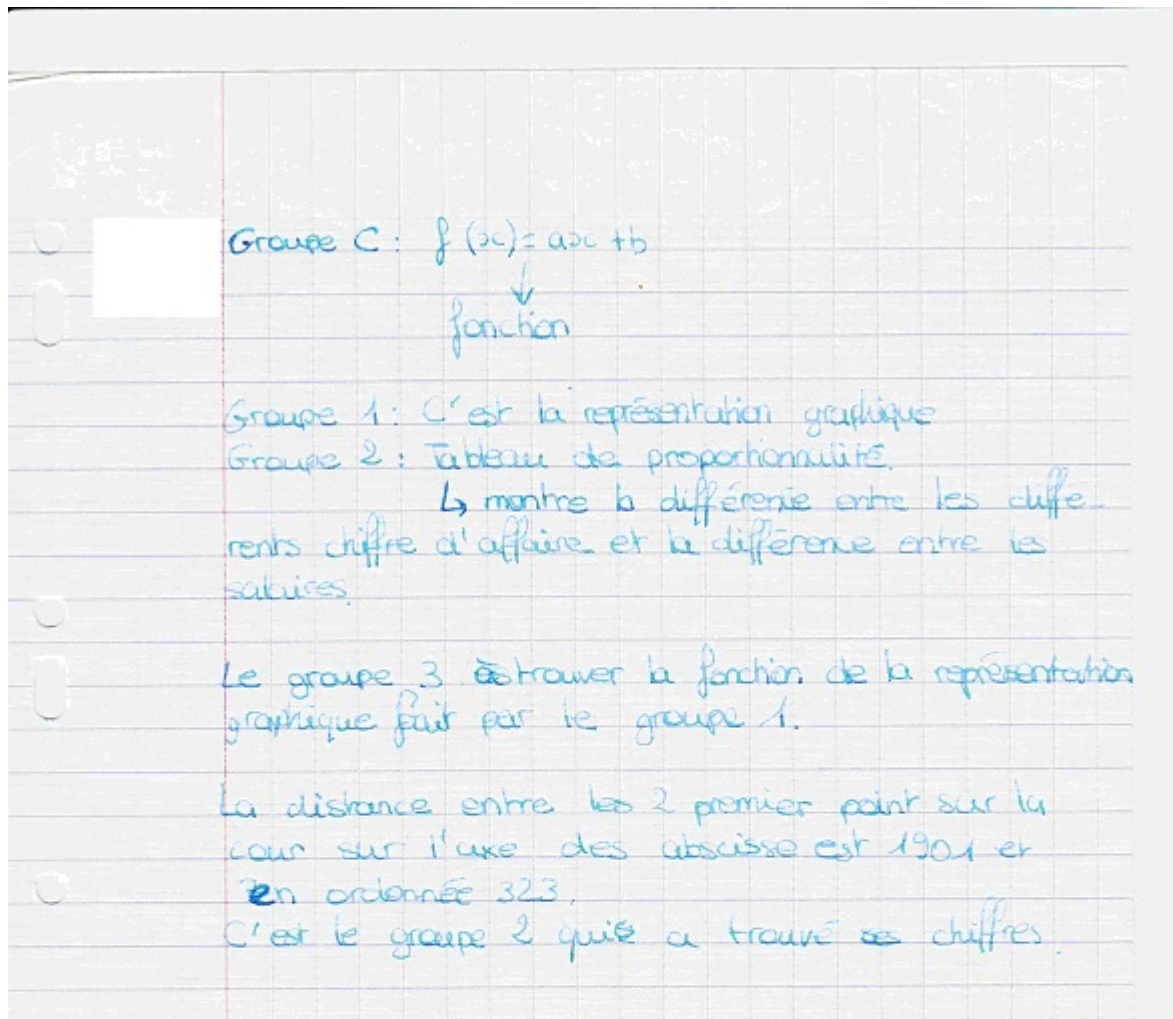 Groupe C : f (x) = ax + b
↓
fonction
Groupe 1 : C'est la représentation graphique
Groupe 2 : Tableau de proportionnalité.
↳ montre la différence entre les diffe
rents chiffre d'affaire et la différence entre les
salaires.
Le groupe 3 trouver la fonction de la représentation
graphique fait par le groupe 1.
La distance entre les 2 premier point sur la
cour sur l'axe des abscisse est 1901 et
en ordonnée 323.
C'est le groupe 2 qui a trouvé ses chiffres.